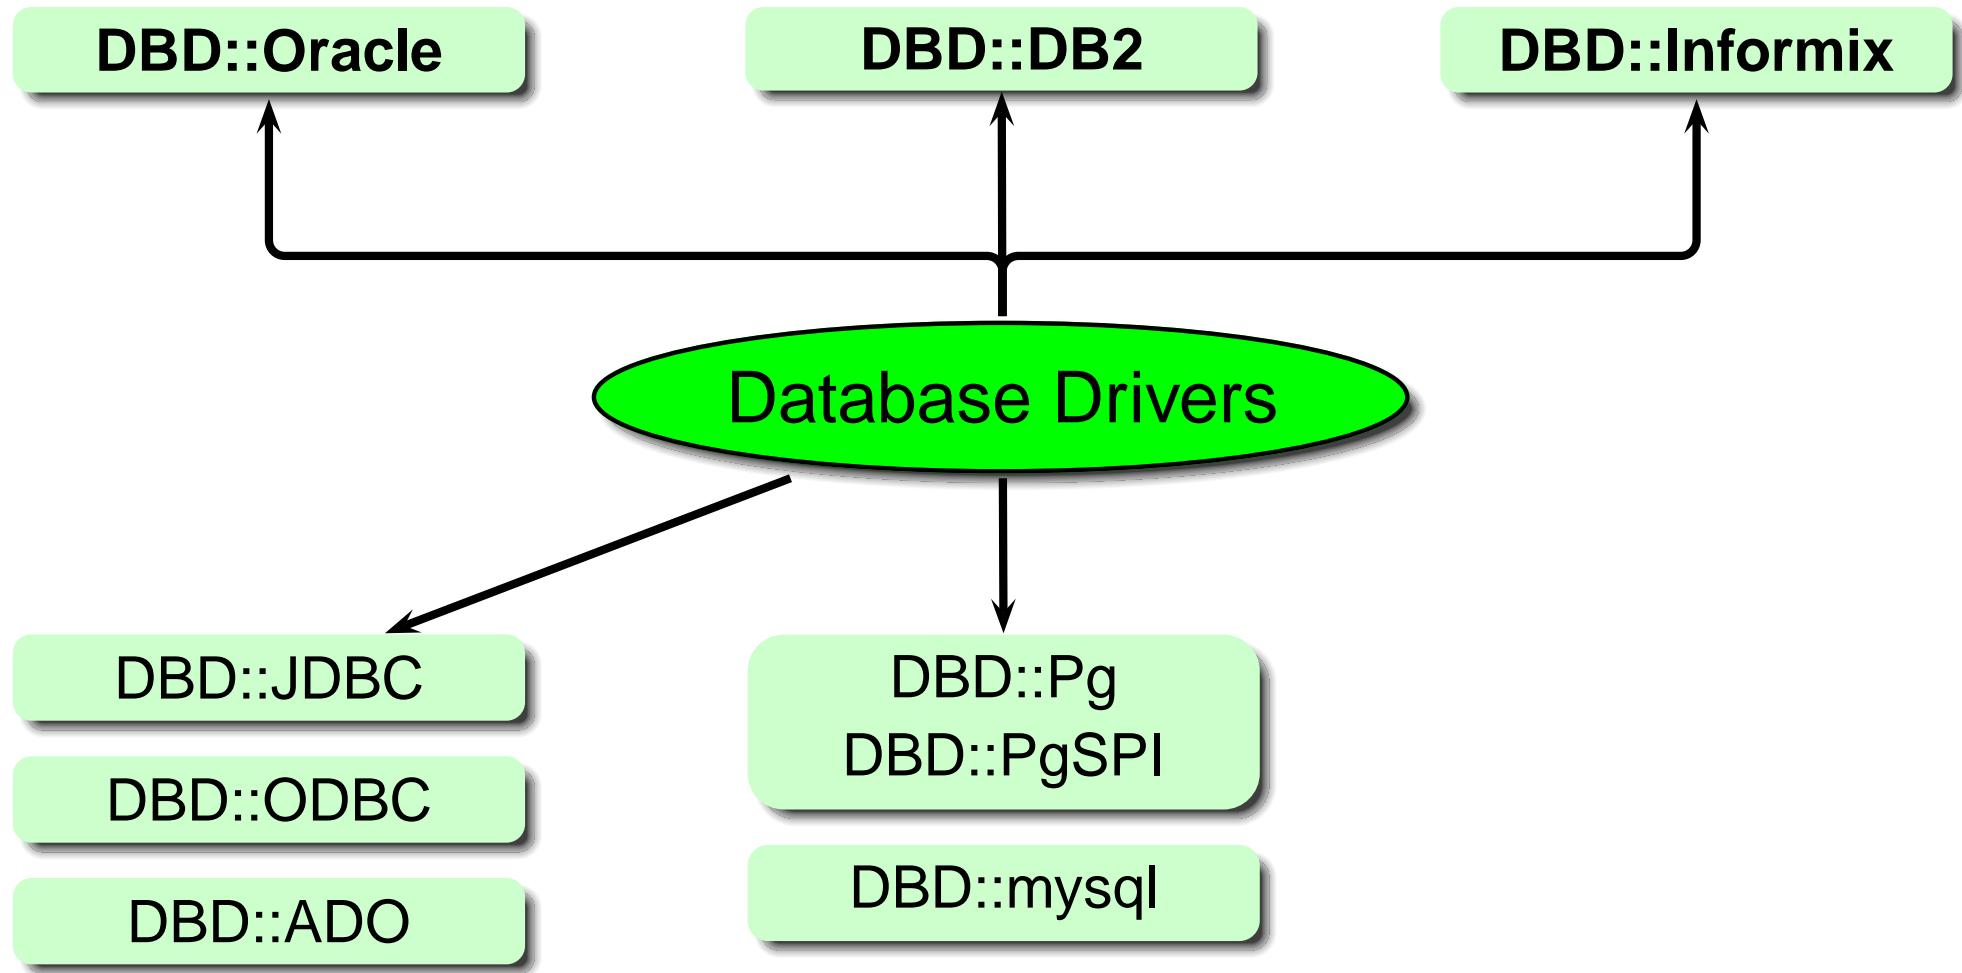 DBD::Oracle
DBD::DB2
DBD::Informix
Database Drivers
DBD::JDBC
DBD::ODBC
DBD::ADO
DBD::Pg
DBD::PgSPI
DBD::mysql